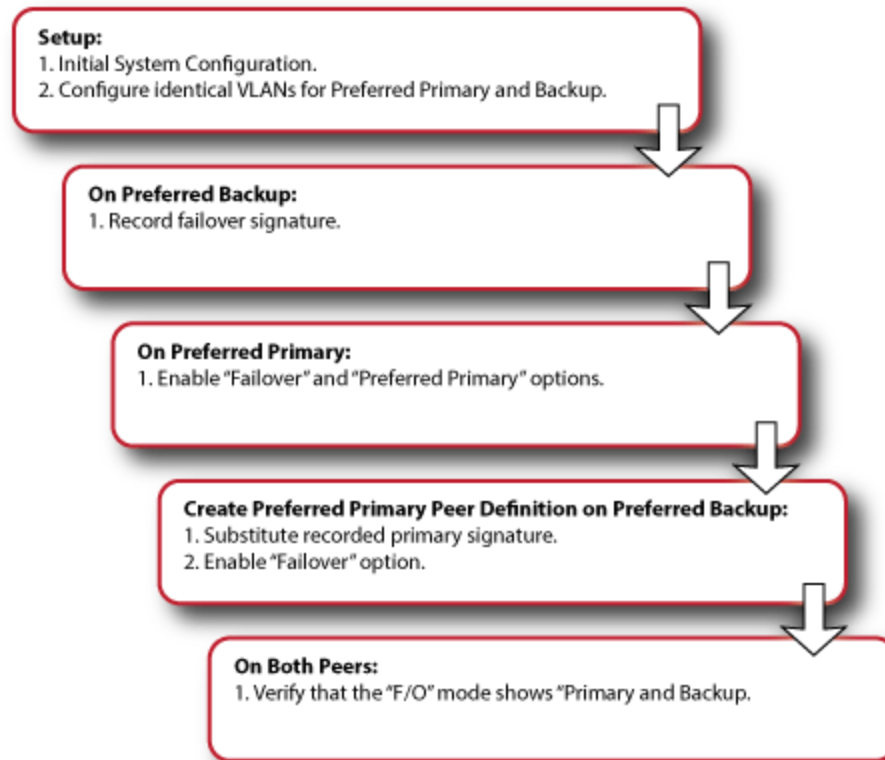 Setup:
1. Initial System Configuration.
2. Configure identical VLANs for Preferred Primary and Backup.
On Preferred Backup:
1. Record failover signature.
On Preferred Primary:
1. Enable “Failover” and “Preferred Primary” options.
Create Preferred Primary Peer Definition on Preferred Backup:
1. Substitute recorded primary signature.
2. Enable “Failover” option.
On Both Peers:
1. Verify that the “F/O” mode shows “Primary and Backup.